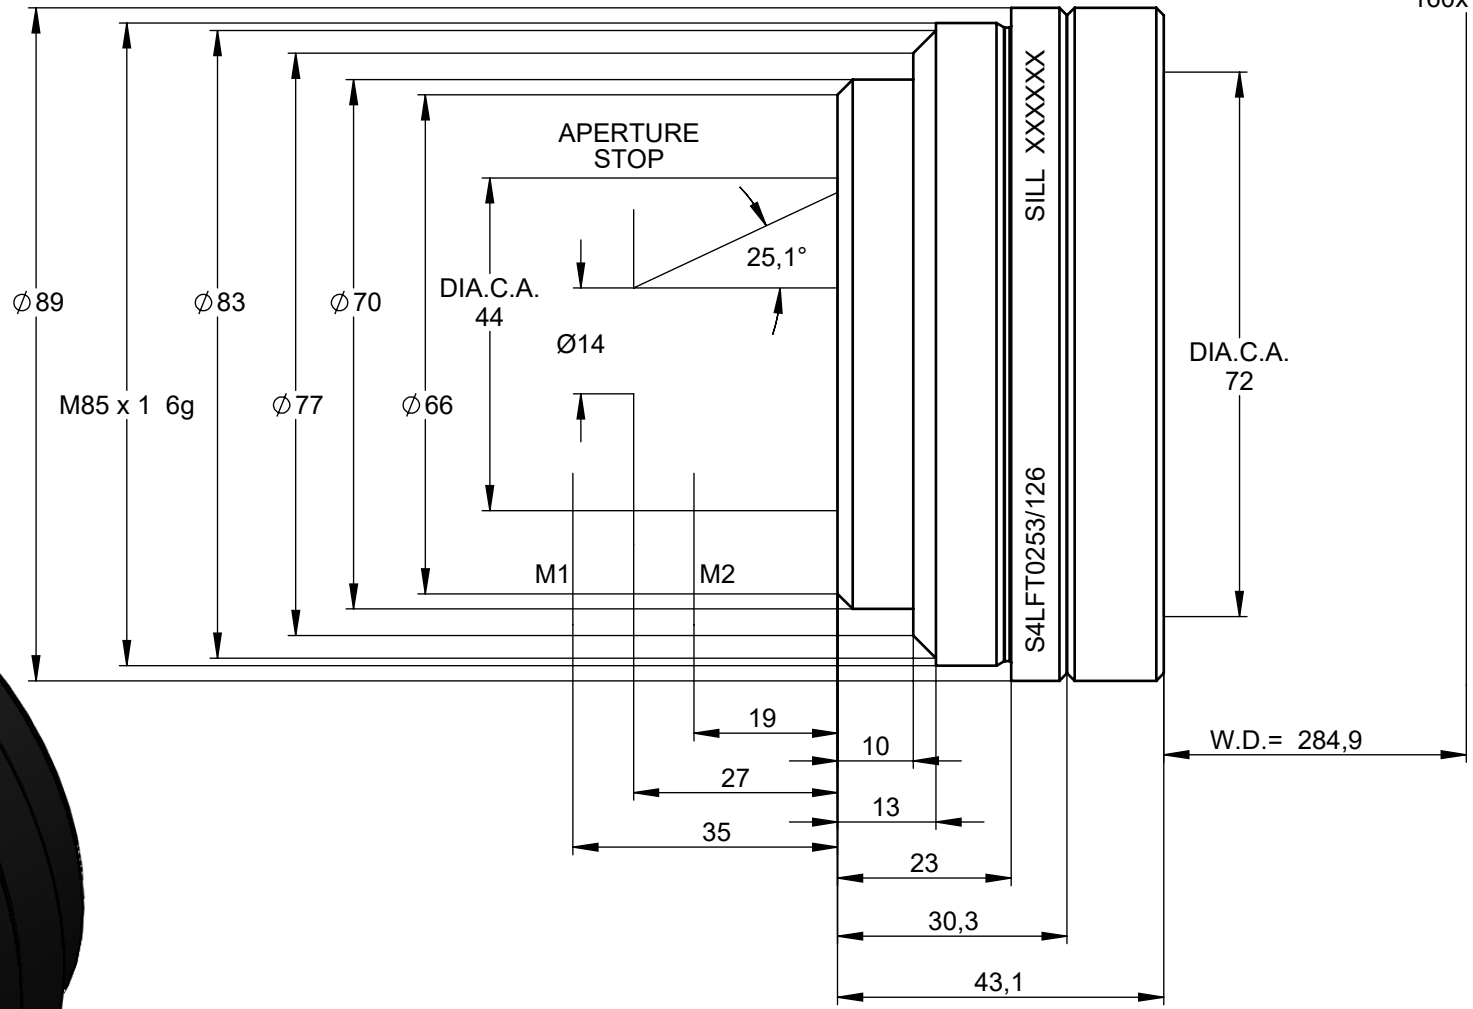 160x
APERTURE
STOP
SILL XXXXXX
25,1°
DIA.C.A.
44
⌀89
⌀83
⌀70
Ø14
DIA.C.A.
72
M85 x 1 6g
⌀77
⌀66
S4LFT0253/126
M1
M2
19
10
W.D.= 284,9
27
13
35
23
30,3
43,1